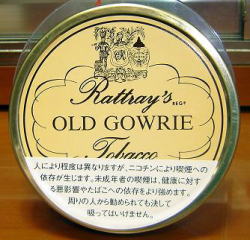 Rattray's
REG'D
OLD GOWRIE
Tobacco
人により程度は異なりますが、ニコチンにより喫煙への
依存が生じます。未成年者の喫煙は、健康に対す
る悪影響やたばこへの依存をより強めます。
周りの人から勧められても決して
吸ってはいけません。